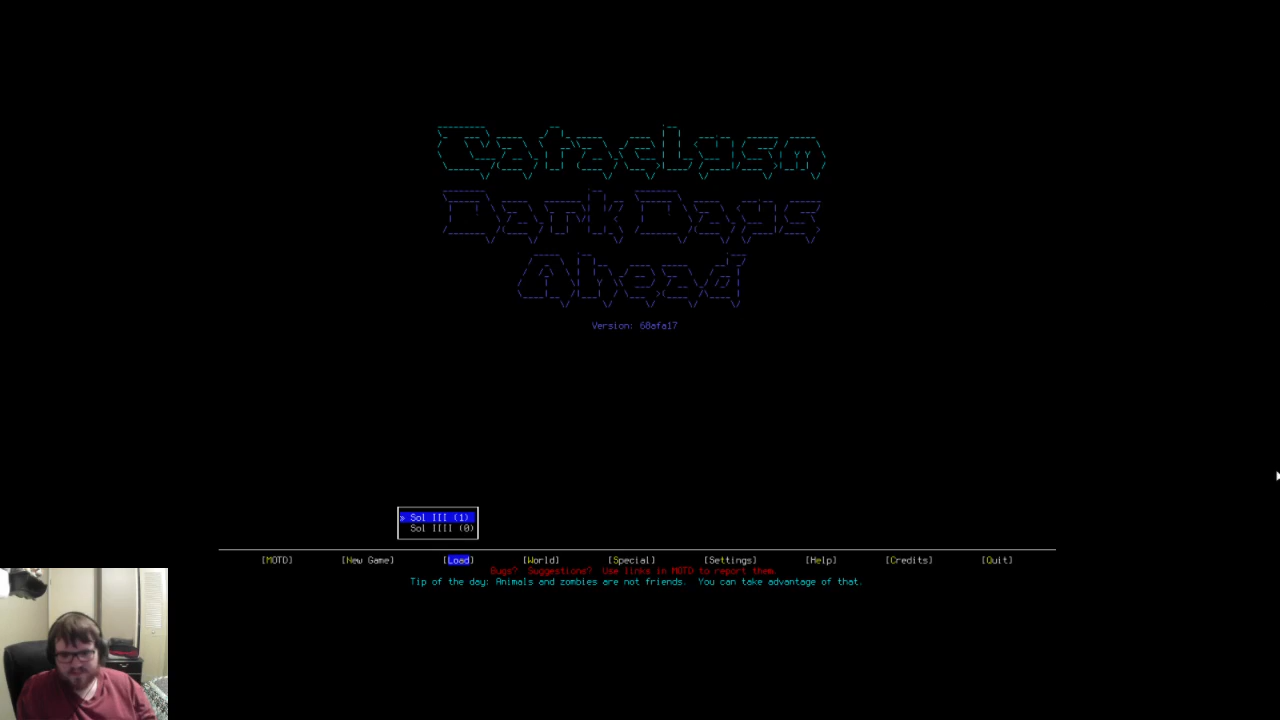 Cataclysm
Dark Days
Ahead
Version: 60afa17
» Sol III (1)
Sol IIII (0)
[MOTD] [New Game] [Load] [World] [Special] [Settings] [Help] [Credits] [Quit]
Bugs? Suggestions? Use links in MOTD to report them.
Tip of the day: Animals and zombies are not friends. You can take advantage of that.